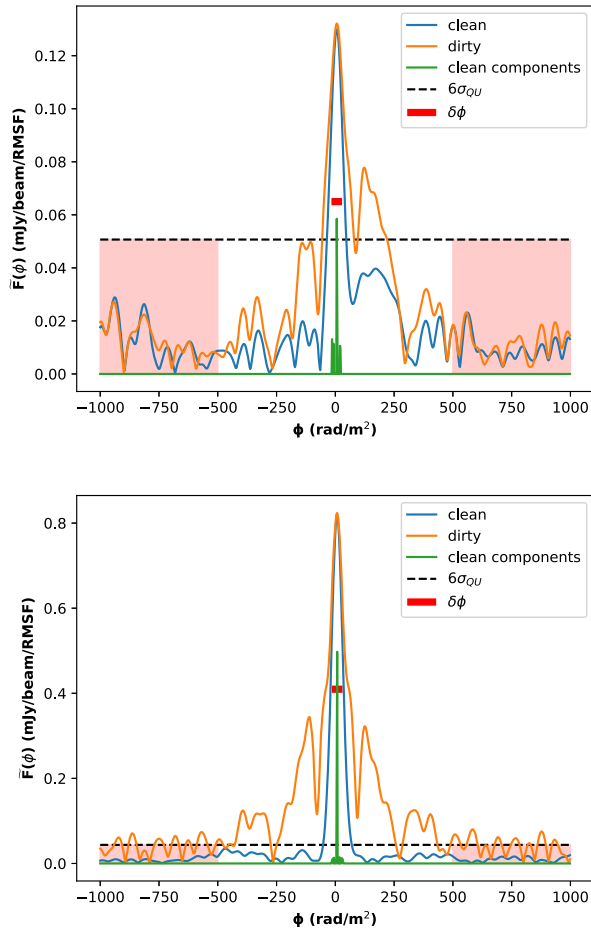 0.12
0.10
0.08
0.06
0.04
0.02
0.00
F̃(ϕ) (mJy/beam/RMSF)
clean
dirty
clean components
6σ_QU
δϕ
−1000 −750 −500 −250 0 250 500 750 1000
ϕ (rad/m²)
0.8
0.6
0.4
0.2
0.0
F̃(ϕ) (mJy/beam/RMSF)
clean
dirty
clean components
6σ_QU
δϕ
−1000 −750 −500 −250 0 250 500 750 1000
ϕ (rad/m²)